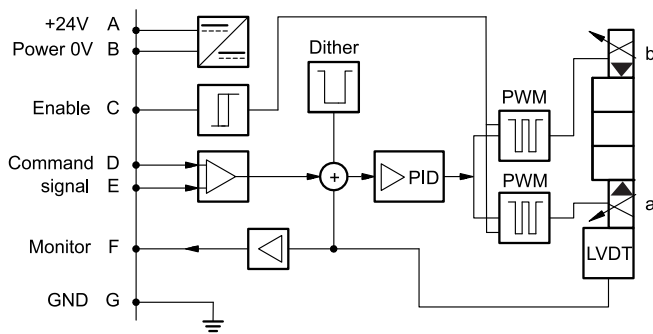 +24V A
Power 0V B
Enable C
Command D
signal E
Monitor F
GND G
Dither
+
PID
PWM
PWM
b
a
LVDT